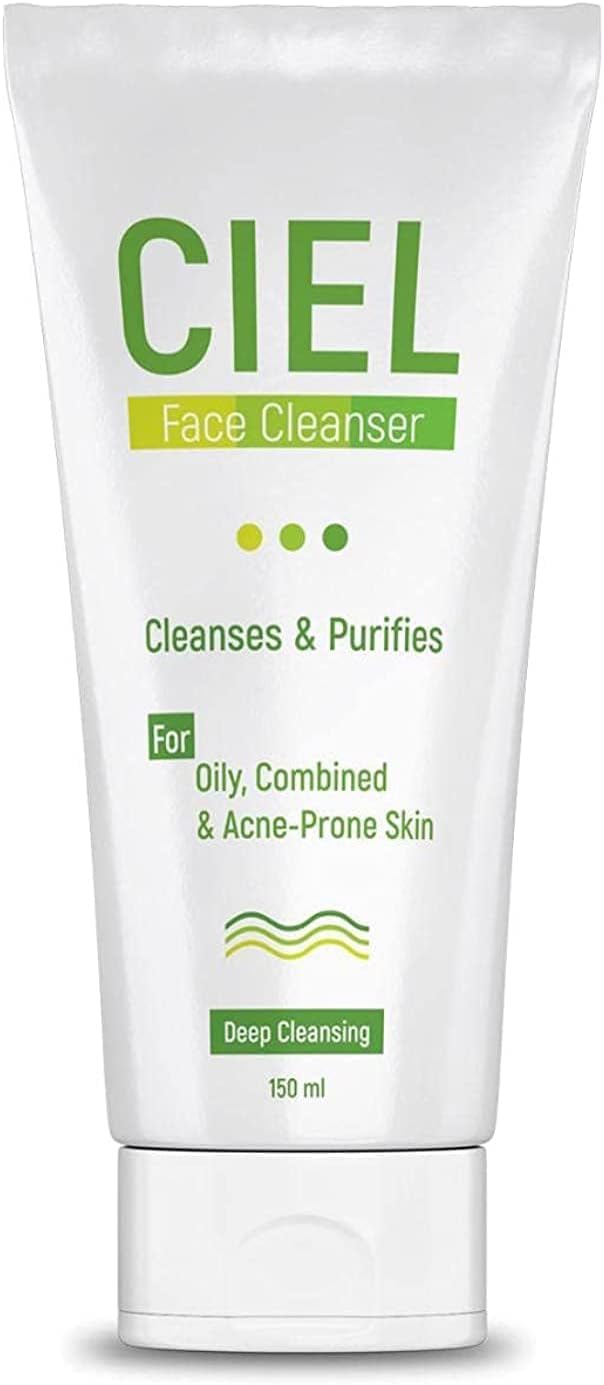 CIEL
Face Cleanser
Cleanses & Purifies
For
Oily, Combined
& Acne-Prone Skin
Deep Cleansing
150 ml